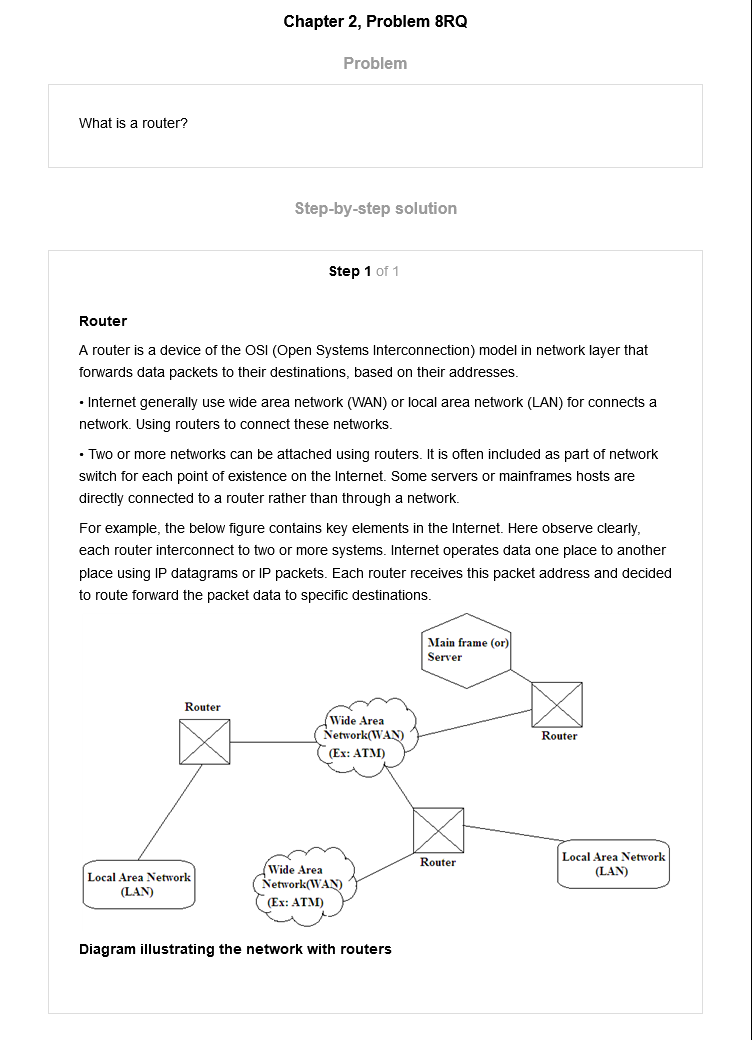 Chapter 2, Problem 8RQ
Problem
What is a router?
Step-by-step solution
Step 1 of 1
Router
A router is a device of the OSI (Open Systems Interconnection) model in network layer that
forwards data packets to their destinations, based on their addresses.
• Internet generally use wide area network (WAN) or local area network (LAN) for connects a
network. Using routers to connect these networks.
• Two or more networks can be attached using routers. It is often included as part of network
switch for each point of existence on the Internet. Some servers or mainframes hosts are
directly connected to a router rather than through a network.
For example, the below figure contains key elements in the Internet. Here observe clearly,
each router interconnect to two or more systems. Internet operates data one place to another
place using IP datagrams or IP packets. Each router receives this packet address and decided
to route forward the packet data to specific destinations.
Main frame (or)
Server
Router
Wide Area
Network(WAN)
(Ex: ATM)
Router
Router
Local Area Network
(LAN)
Wide Area
Network(WAN)
(Ex: ATM)
Local Area Network
(LAN)
Diagram illustrating the network with routers